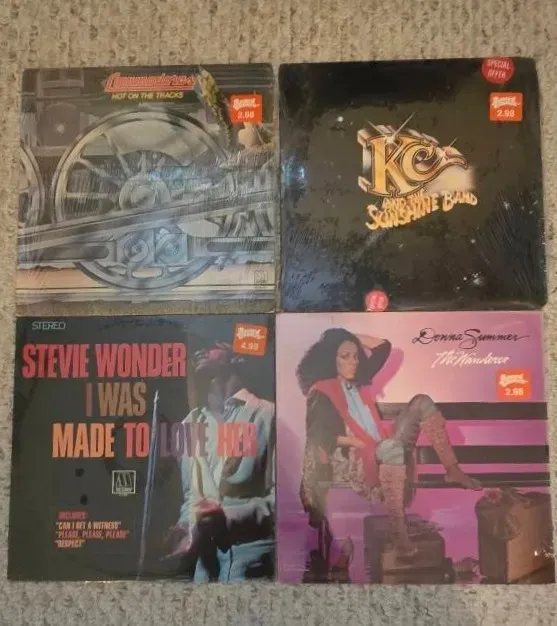 Commodores
HOT ON THE TRACKS
2.98
SPECIAL
OFFER
2.98
KC
AND THE
SUNSHINE BAND
STEREO
4.99
STEVIE WONDER
I WAS
MADE TO LOVE HER
INCLUDES:
"CAN I GET A WITNESS"
"PLEASE, PLEASE, PLEASE"
"RESPECT"
Donna Summer
The Wanderer
2.98